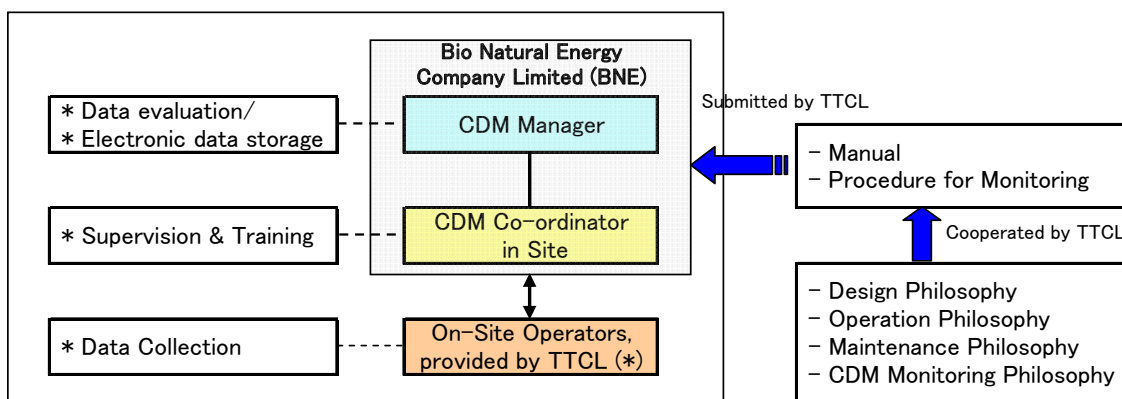 Bio Natural Energy
Company Limited (BNE)
* Data evaluation/
* Electronic data storage
CDM Manager
Submitted by TTCL
- Manual
- Procedure for Monitoring
* Supervision & Training
CDM Co-ordinator
in Site
Cooperated by TTCL
* Data Collection
On-Site Operators,
provided by TTCL (*)
- Design Philosophy
- Operation Philosophy
- Maintenance Philosophy
- CDM Monitoring Philosophy